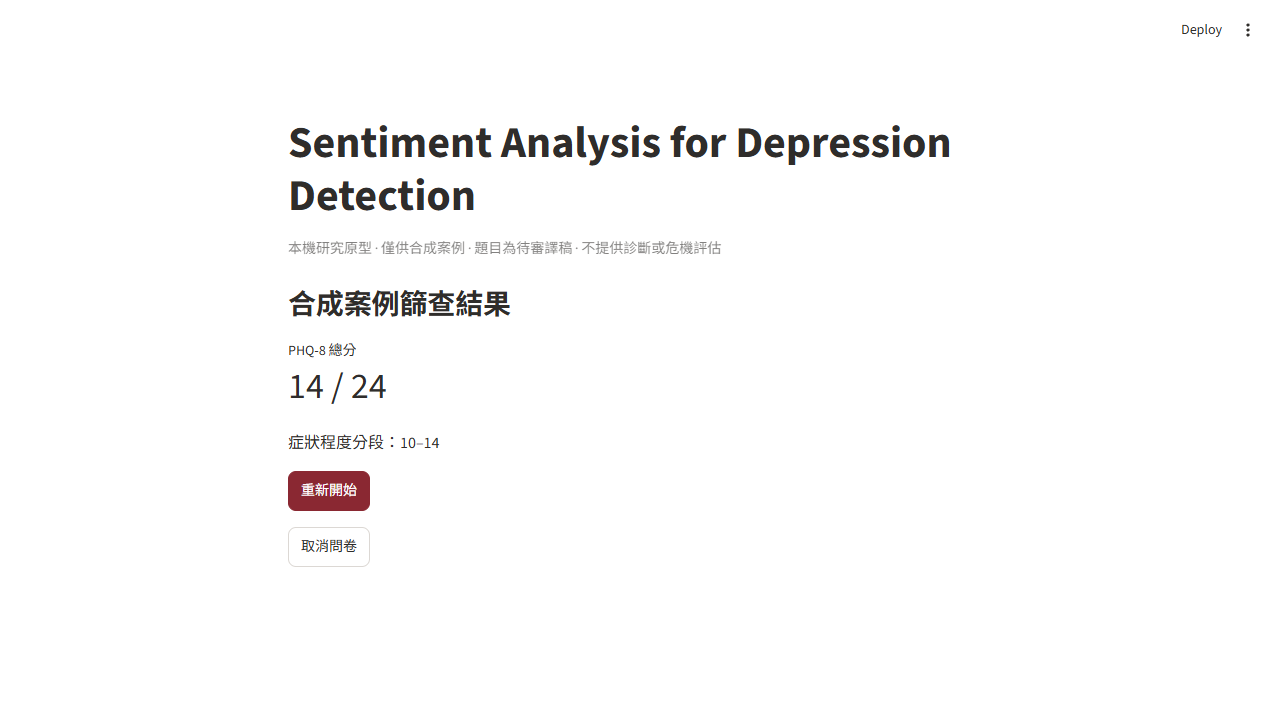 Deploy
Sentiment Analysis for Depression
Detection
本機研究原型 · 僅供合成案例 · 題目為待審譯稿 · 不提供診斷或危機評估
合成案例篩查結果
PHQ-8 總分
14 / 24
症狀程度分段：10–14
重新開始
取消問卷